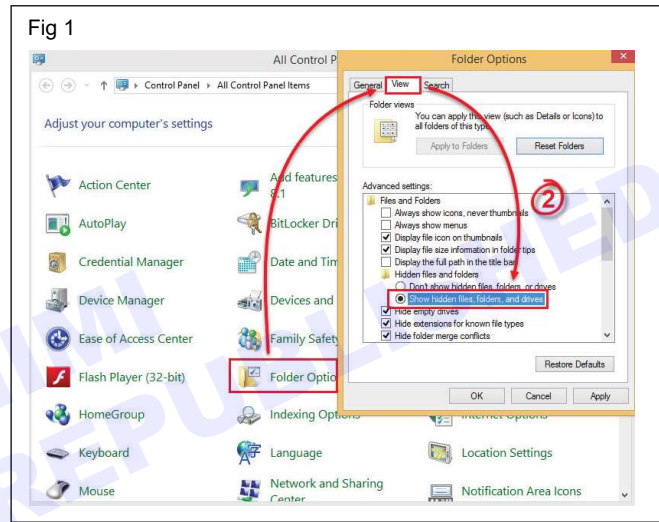 Fig 1
All Control P
Control Panel ▸ All Control Panel Items
Adjust your computer's settings
Action Center
Add features
8.1
AutoPlay
BitLocker Dri
Credential Manager
Date and Tim
Device Manager
Devices and
Ease of Access Center
Family Safety
Flash Player (32-bit)
Folder Optio
HomeGroup
Indexing Options
Internet Options
Keyboard
Language
Location Settings
Mouse
Network and Sharing
Center
Notification Area Icons
Folder Options
General
View
Search
Folder views
You can apply this view (such as Details or Icons) to
all folders of this type.
Apply to Folders
Reset Folders
Advanced settings:
Files and Folders
Always show icons, never thumbnails
Always show menus
Display file icon on thumbnails
Display file size information in folder tips
Display the full path in the title bar
Hidden files and folders
Don't show hidden files, folders, or drives
Show hidden files, folders, and drives
Hide empty drives
Hide extensions for known file types
Hide folder merge conflicts
2
Restore Defaults
OK
Cancel
Apply